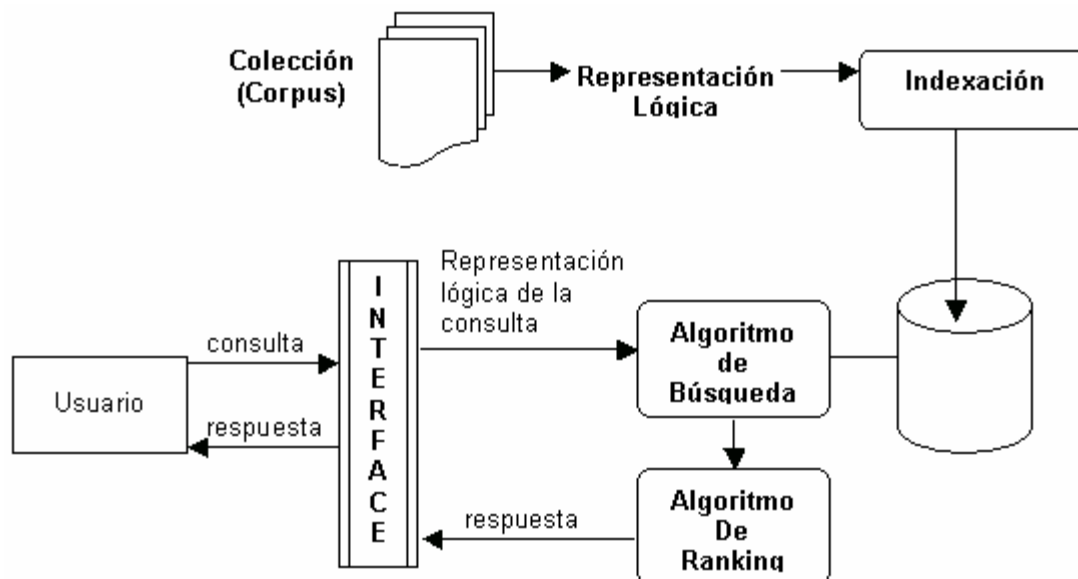 Colección
(Corpus)
Representación
Lógica
Indexación
Representación
lógica de la
consulta
INTERFACE
Algoritmo
de
Búsqueda
consulta
Usuario
respuesta
Algoritmo
De
Ranking
respuesta